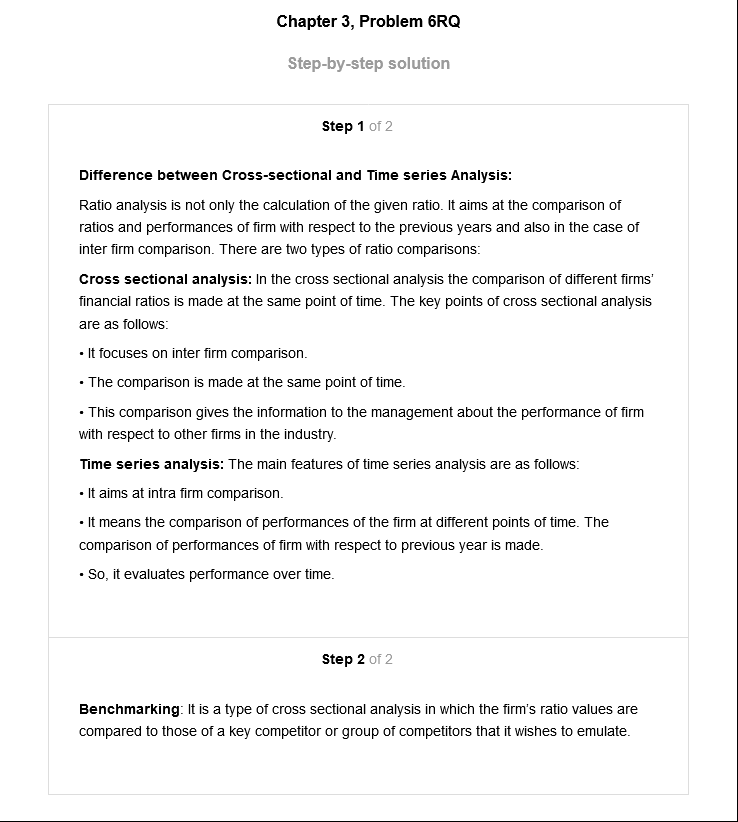 Chapter 3, Problem 6RQ
Step-by-step solution
Step 1 of 2
Difference between Cross-sectional and Time series Analysis:
Ratio analysis is not only the calculation of the given ratio. It aims at the comparison of
ratios and performances of firm with respect to the previous years and also in the case of
inter firm comparison. There are two types of ratio comparisons:
Cross sectional analysis: In the cross sectional analysis the comparison of different firms’
financial ratios is made at the same point of time. The key points of cross sectional analysis
are as follows:
• It focuses on inter firm comparison.
• The comparison is made at the same point of time.
• This comparison gives the information to the management about the performance of firm
with respect to other firms in the industry.
Time series analysis: The main features of time series analysis are as follows:
• It aims at intra firm comparison.
• It means the comparison of performances of the firm at different points of time. The
comparison of performances of firm with respect to previous year is made.
• So, it evaluates performance over time.
Step 2 of 2
Benchmarking: It is a type of cross sectional analysis in which the firm’s ratio values are
compared to those of a key competitor or group of competitors that it wishes to emulate.